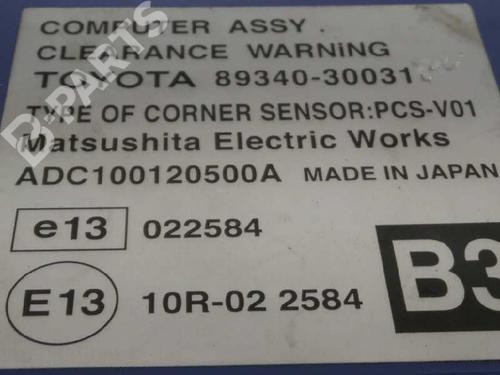 COMPUTER ASSY.
CLEARANCE WARNING
TOYOTA 89340-30031
TYPE OF CORNER SENSOR:PCS-V01
Matsushita Electric Works
ADC100120500A MADE IN JAPAN
e13 022584
E13 10R-02 2584
B3
B-PARTS